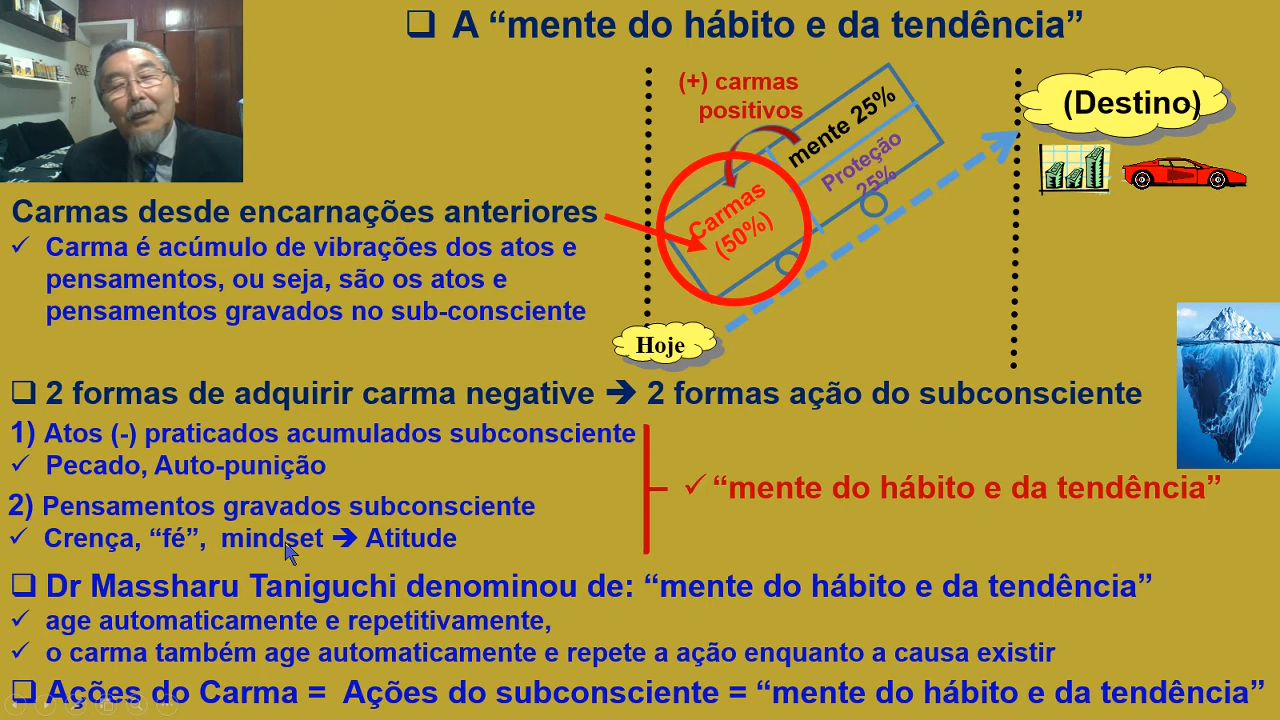 ❑ A “mente do hábito e da tendência”
(+) carmas
positivos
mente 25%
Proteção
25%
Carmas
(50%)
(Destino)
Hoje
Carmas desde encarnações anteriores
✓ Carma é acúmulo de vibrações dos atos e
pensamentos, ou seja, são os atos e
pensamentos gravados no sub-consciente
❑ 2 formas de adquirir carma negative ➔ 2 formas ação do subconsciente
1) Atos (-) praticados acumulados subconsciente
✓ Pecado, Auto-punição
2) Pensamentos gravados subconsciente
✓ Crença, “fé”, mindset ➔ Atitude
✓ “mente do hábito e da tendência”
❑ Dr Massharu Taniguchi denominou de: “mente do hábito e da tendência”
✓ age automaticamente e repetitivamente,
✓ o carma também age automaticamente e repete a ação enquanto a causa existir
❑ Ações do Carma = Ações do subconsciente = “mente do hábito e da tendência”